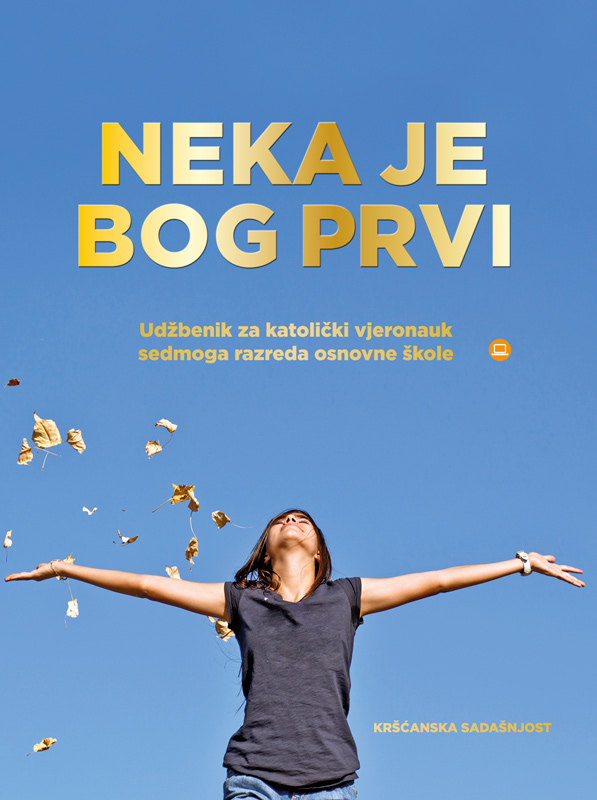 NEKA JE
BOG PRVI
Udžbenik za katolički vjeronauk
sedmoga razreda osnovne škole
KRŠĆANSKA SADAŠNJOST